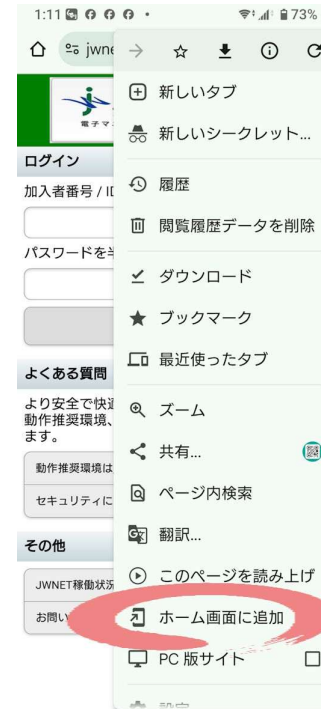 1:11
73%
jwne
新しいタブ
新しいシークレット...
履歴
閲覧履歴データを削除
ダウンロード
ブックマーク
最近使ったタブ
ズーム
共有...
ページ内検索
翻訳...
このページを読み上げ
ホーム画面に追加
PC 版サイト
設定
電子マ
ログイン
加入者番号 / ID
パスワードを半
よくある質問
より安全で快適
動作推奨環境、
ます。
動作推奨環境は
セキュリティに
その他
JWNET稼働状況
お問い